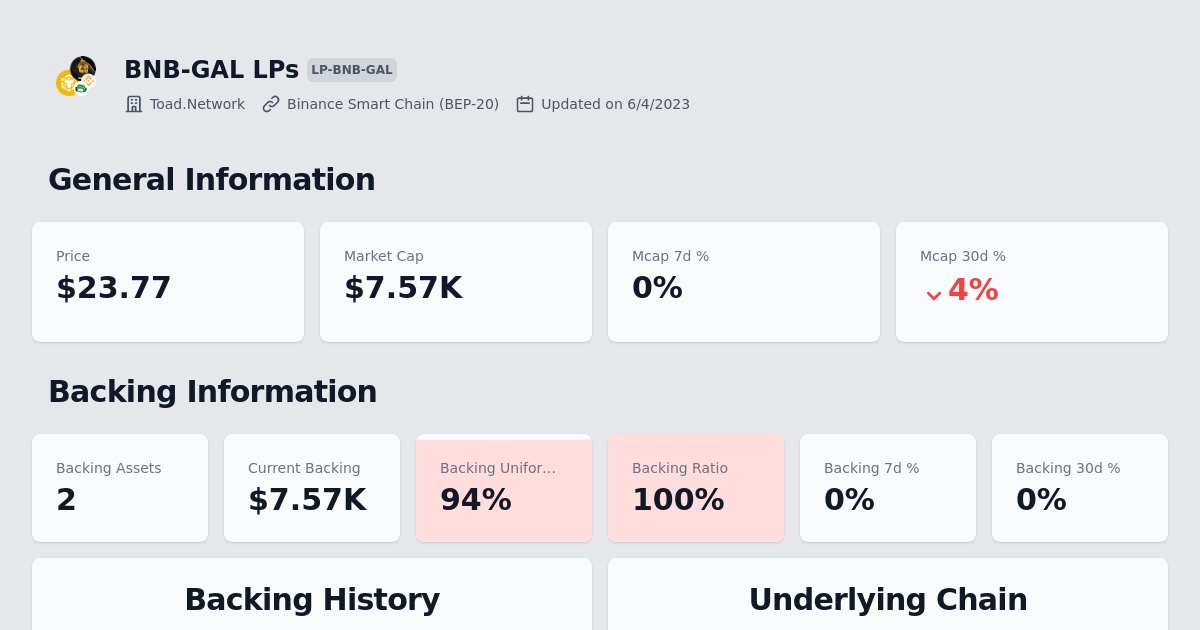 BNB-GAL LPs LP-BNB-GAL
Toad.Network Binance Smart Chain (BEP-20) Updated on 6/4/2023
General Information
Price
$23.77
Market Cap
$7.57K
Mcap 7d %
0%
Mcap 30d %
4%
Backing Information
Backing Assets
2
Current Backing
$7.57K
Backing Unifor...
94%
Backing Ratio
100%
Backing 7d %
0%
Backing 30d %
0%
Backing History
Underlying Chain